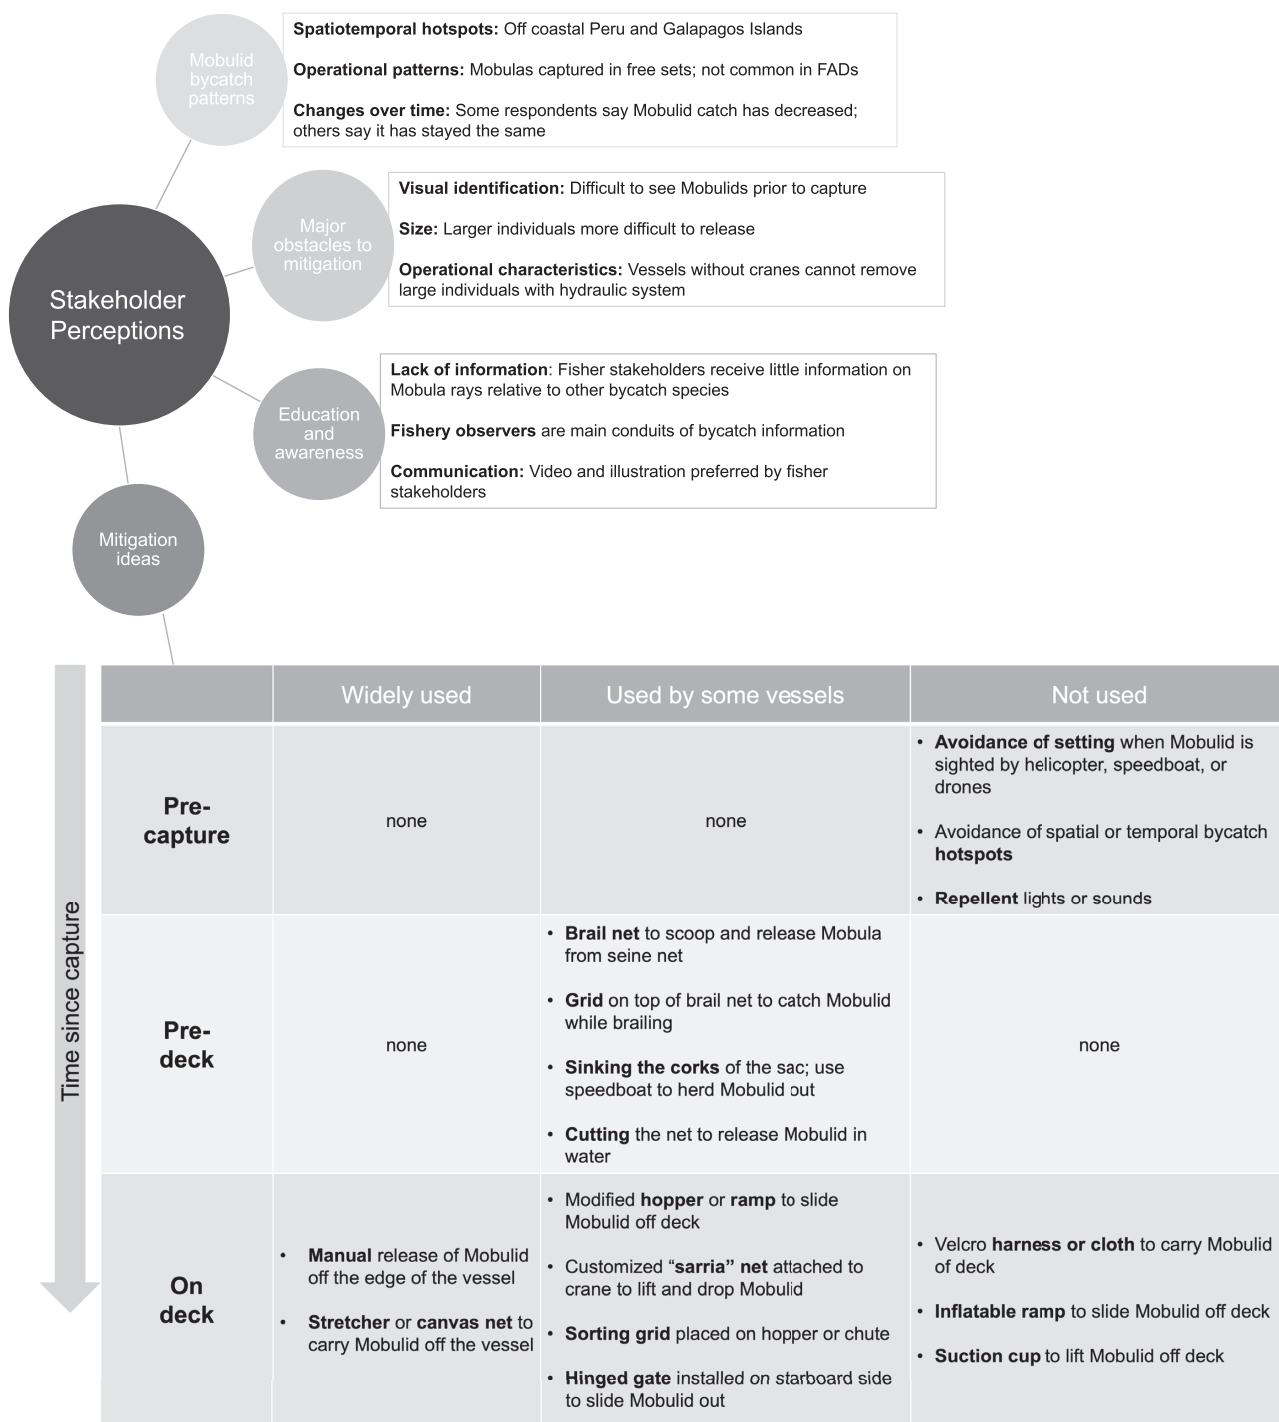 Mobulid
bycatch
patterns
Spatiotemporal hotspots: Off coastal Peru and Galapagos Islands
Operational patterns: Mobulas captured in free sets; not common in FADs
Changes over time: Some respondents say Mobulid catch has decreased;
others say it has stayed the same
Major
obstacles to
mitigation
Visual identification: Difficult to see Mobulids prior to capture
Size: Larger individuals more difficult to release
Operational characteristics: Vessels without cranes cannot remove
large individuals with hydraulic system
Stakeholder
Perceptions
Education
and
awareness
Lack of information: Fisher stakeholders receive little information on
Mobula rays relative to other bycatch species
Fishery observers are main conduits of bycatch information
Communication: Video and illustration preferred by fisher
stakeholders
Mitigation
ideas
Time since capture
Widely used
Used by some vessels
Not used
Pre-
capture
none
none
• Avoidance of setting when Mobulid is
sighted by helicopter, speedboat, or
drones
• Avoidance of spatial or temporal bycatch
hotspots
• Repellent lights or sounds
Pre-
deck
none
• Brail net to scoop and release Mobula
from seine net
• Grid on top of brail net to catch Mobulid
while brailing
• Sinking the corks of the sac; use
speedboat to herd Mobulid out
• Cutting the net to release Mobulid in
water
none
On
deck
• Manual release of Mobulid
off the edge of the vessel
• Stretcher or canvas net to
carry Mobulid off the vessel
• Modified hopper or ramp to slide
Mobulid off deck
• Customized “sarria” net attached to
crane to lift and drop Mobulid
• Sorting grid placed on hopper or chute
• Hinged gate installed on starboard side
to slide Mobulid out
• Velcro harness or cloth to carry Mobulid
of deck
• Inflatable ramp to slide Mobulid off deck
• Suction cup to lift Mobulid off deck